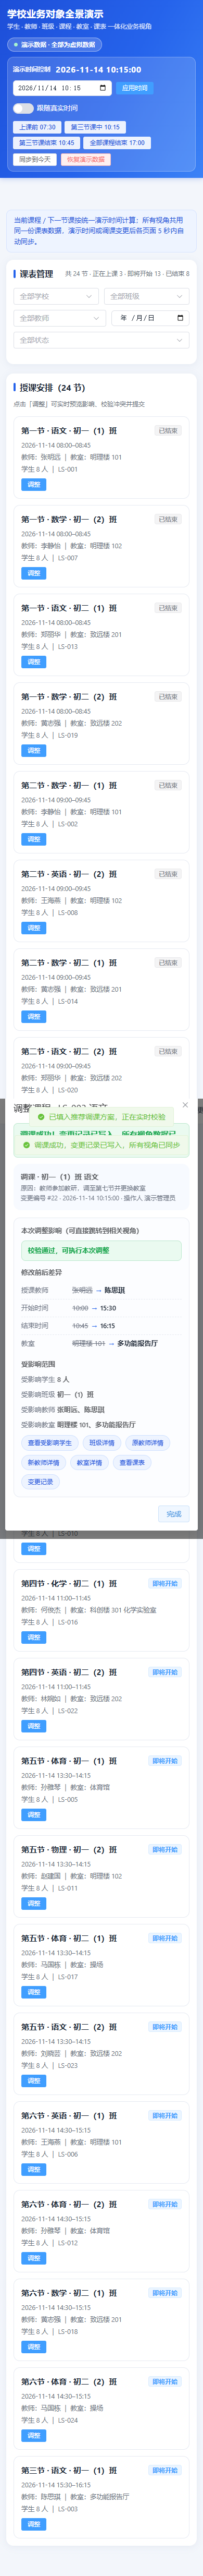 学校业务对象全景演示
学生 · 教师 · 班级 · 课程 · 教室 · 课表 一体化业务视角
演示数据 · 全部为虚拟数据
演示时间控制 2026-11-14 10:15:00
2026/11/14 10:15
应用时间
跟随真实时间
上课前 07:30
第三节课中 10:15
第三节课结束 10:45
全部课程结束 17:00
同步到今天
恢复演示数据
当前课程 / 下一节课按统一演示时间计算；所有视角共用同一份课表数据，演示时间或调课变更后各页面 5 秒内自动同步。
课表管理
共 24 节 · 正在上课 3 · 即将开始 13 · 已结束 8
全部学校
全部班级
全部教师
年 /月/日
全部状态
授课安排（24 节）
点击「调整」可实时预览影响、校验冲突并提交
第一节 · 语文 · 初一（1）班
已结束
2026-11-14 08:00–08:45
教师：张明远 | 教室：明理楼 101
学生 8 人 | LS-001
调整
第一节 · 数学 · 初一（2）班
已结束
2026-11-14 08:00–08:45
教师：李静怡 | 教室：明理楼 102
学生 8 人 | LS-007
调整
第一节 · 语文 · 初二（1）班
已结束
2026-11-14 08:00–08:45
教师：郑丽华 | 教室：致远楼 201
学生 8 人 | LS-013
调整
第一节 · 数学 · 初二（2）班
已结束
2026-11-14 08:00–08:45
教师：黄志强 | 教室：致远楼 202
学生 8 人 | LS-019
调整
第二节 · 数学 · 初一（1）班
已结束
2026-11-14 09:00–09:45
教师：李静怡 | 教室：明理楼 101
学生 8 人 | LS-002
调整
第二节 · 英语 · 初一（2）班
已结束
2026-11-14 09:00–09:45
教师：王海燕 | 教室：明理楼 102
学生 8 人 | LS-008
调整
第二节 · 数学 · 初二（1）班
已结束
2026-11-14 09:00–09:45
教师：黄志强 | 教室：致远楼 201
学生 8 人 | LS-014
调整
第二节 · 语文 · 初二（2）班
已结束
2026-11-14 09:00–09:45
教师：郑丽华 | 教室：致远楼 202
学生 8 人 | LS-020
已填入推荐调课方案，正在实时校验
调课成功，变更记录已写入，所有视角已同步
调课 · 初一（1）班 语文
原因：教师参加教研，调至第七节并更换教室
变更编号 #22 · 2026-11-14 10:15:00 · 操作人 演示管理员
本次调整影响（可直接跳转到相关视角）
校验通过，可执行本次调整
修改前后差异
授课教师 张明远 → 陈思琪
开始时间 10:00 → 15:30
结束时间 10:45 → 16:15
教室 明理楼 101 → 多功能报告厅
受影响范围
受影响学生 8 人
受影响班级 初一（1）班
受影响教师 张明远、陈思琪
受影响教室 明理楼 101、多功能报告厅
查看受影响学生
班级详情
原教师详情
新教师详情
教室详情
查看课表
变更记录
完成
学生 8 人 | LS-010
调整
第四节 · 化学 · 初二（1）班
即将开始
2026-11-14 11:00–11:45
教师：何俊杰 | 教室：科创楼 301 化学实验室
学生 8 人 | LS-016
调整
第四节 · 英语 · 初二（2）班
即将开始
2026-11-14 11:00–11:45
教师：林婉如 | 教室：致远楼 202
学生 8 人 | LS-022
调整
第五节 · 体育 · 初一（1）班
即将开始
2026-11-14 13:30–14:15
教师：孙雅琴 | 教室：体育馆
学生 8 人 | LS-005
调整
第五节 · 物理 · 初一（2）班
即将开始
2026-11-14 13:30–14:15
教师：赵建国 | 教室：明理楼 102
学生 8 人 | LS-011
调整
第五节 · 体育 · 初二（1）班
即将开始
2026-11-14 13:30–14:15
教师：马国栋 | 教室：操场
学生 8 人 | LS-017
调整
第五节 · 语文 · 初二（2）班
即将开始
2026-11-14 13:30–14:15
教师：刘晓芸 | 教室：致远楼 202
学生 8 人 | LS-023
调整
第六节 · 英语 · 初一（1）班
即将开始
2026-11-14 14:30–15:15
教师：王海燕 | 教室：明理楼 101
学生 8 人 | LS-006
调整
第六节 · 体育 · 初一（2）班
即将开始
2026-11-14 14:30–15:15
教师：孙雅琴 | 教室：体育馆
学生 8 人 | LS-012
调整
第六节 · 数学 · 初二（1）班
即将开始
2026-11-14 14:30–15:15
教师：黄志强 | 教室：致远楼 201
学生 8 人 | LS-018
调整
第六节 · 体育 · 初二（2）班
即将开始
2026-11-14 14:30–15:15
教师：马国栋 | 教室：操场
学生 8 人 | LS-024
调整
第三节 · 语文 · 初一（1）班
即将开始
2026-11-14 15:30–16:15
教师：陈思琪 | 教室：多功能报告厅
学生 8 人 | LS-003
调整